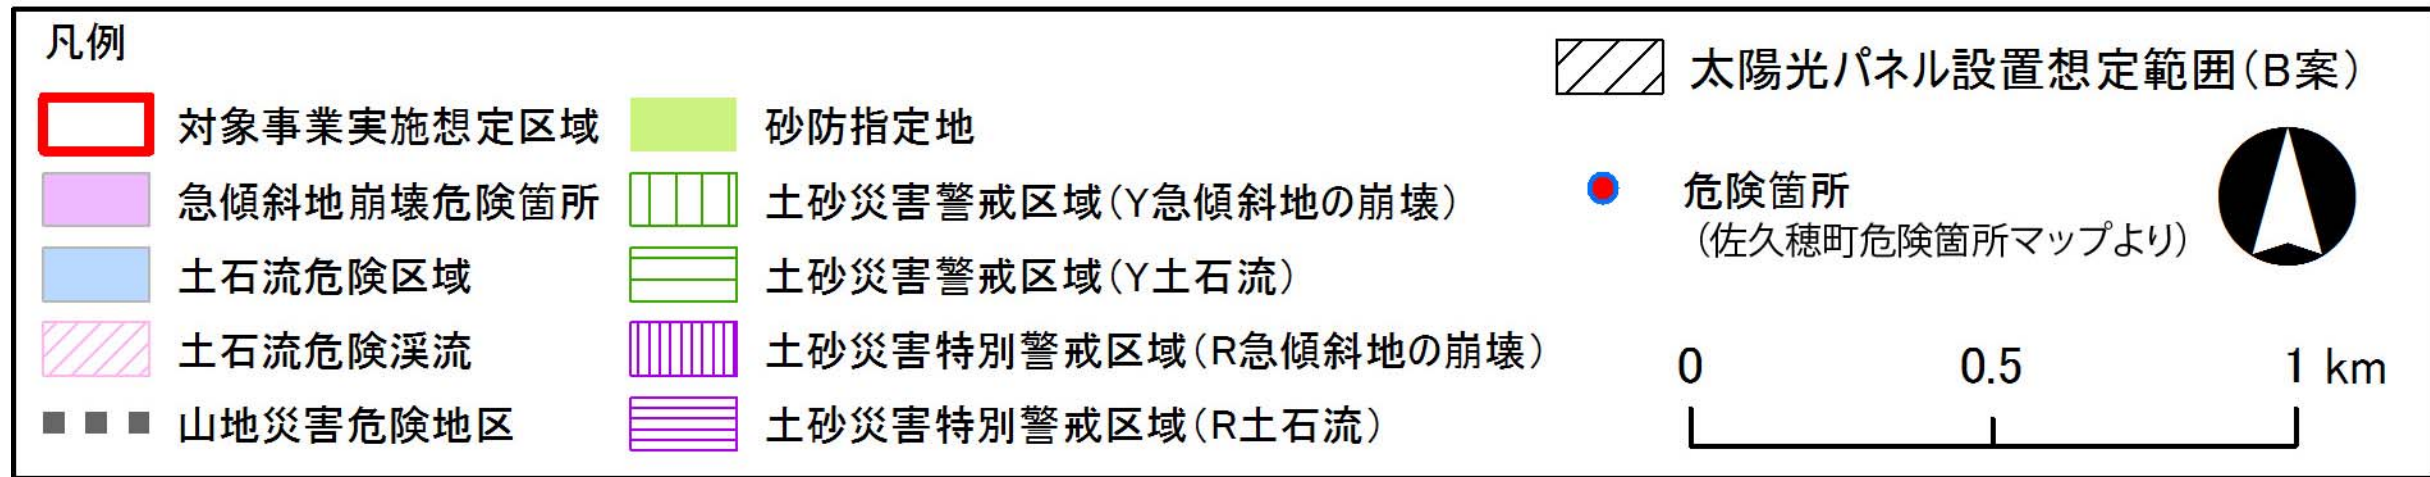 凡例
対象事業実施想定区域
急傾斜地崩壊危険箇所
土石流危険区域
土石流危険渓流
山地災害危険地区
砂防指定地
土砂災害警戒区域(Y急傾斜地の崩壊)
土砂災害警戒区域(Y土石流)
土砂災害特別警戒区域(R急傾斜地の崩壊)
土砂災害特別警戒区域(R土石流)
太陽光パネル設置想定範囲(B案)
危険箇所
(佐久穂町危険箇所マップより)
0 0.5 1 km